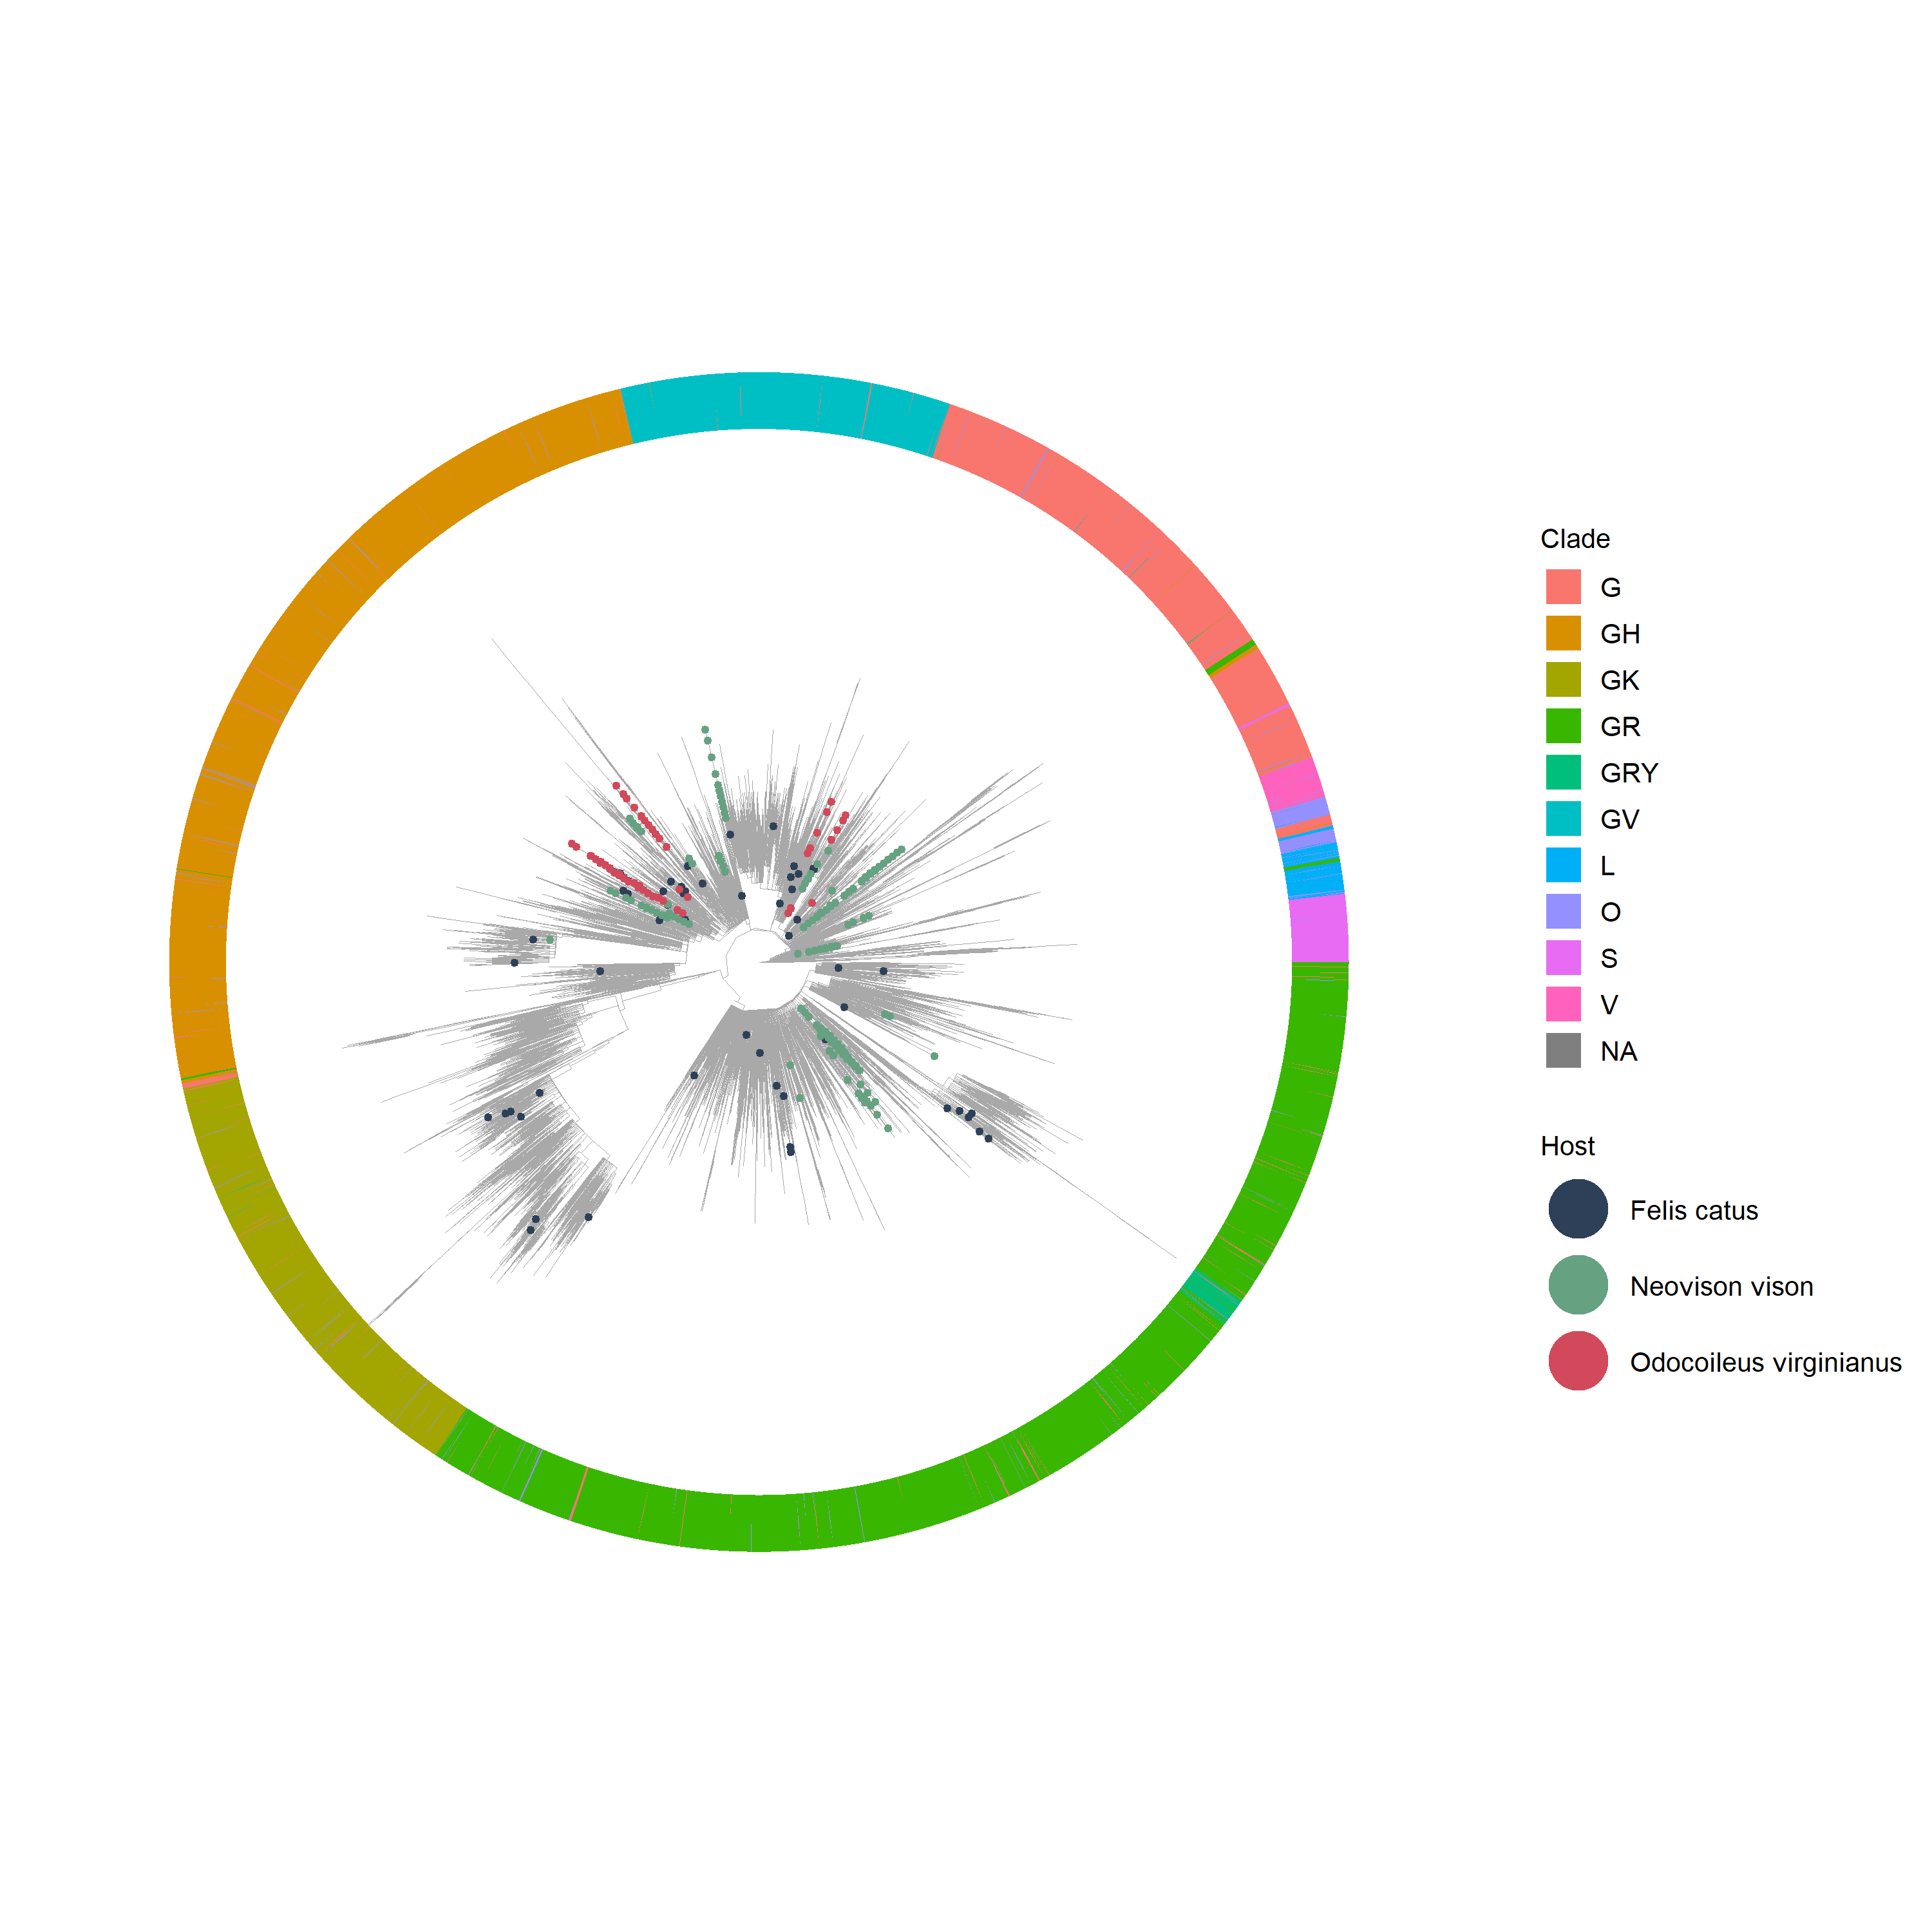 Clade
G
GH
GK
GR
GRY
GV
L
O
S
V
NA
Host
Felis catus
Neovison vison
Odocoileus virginianus